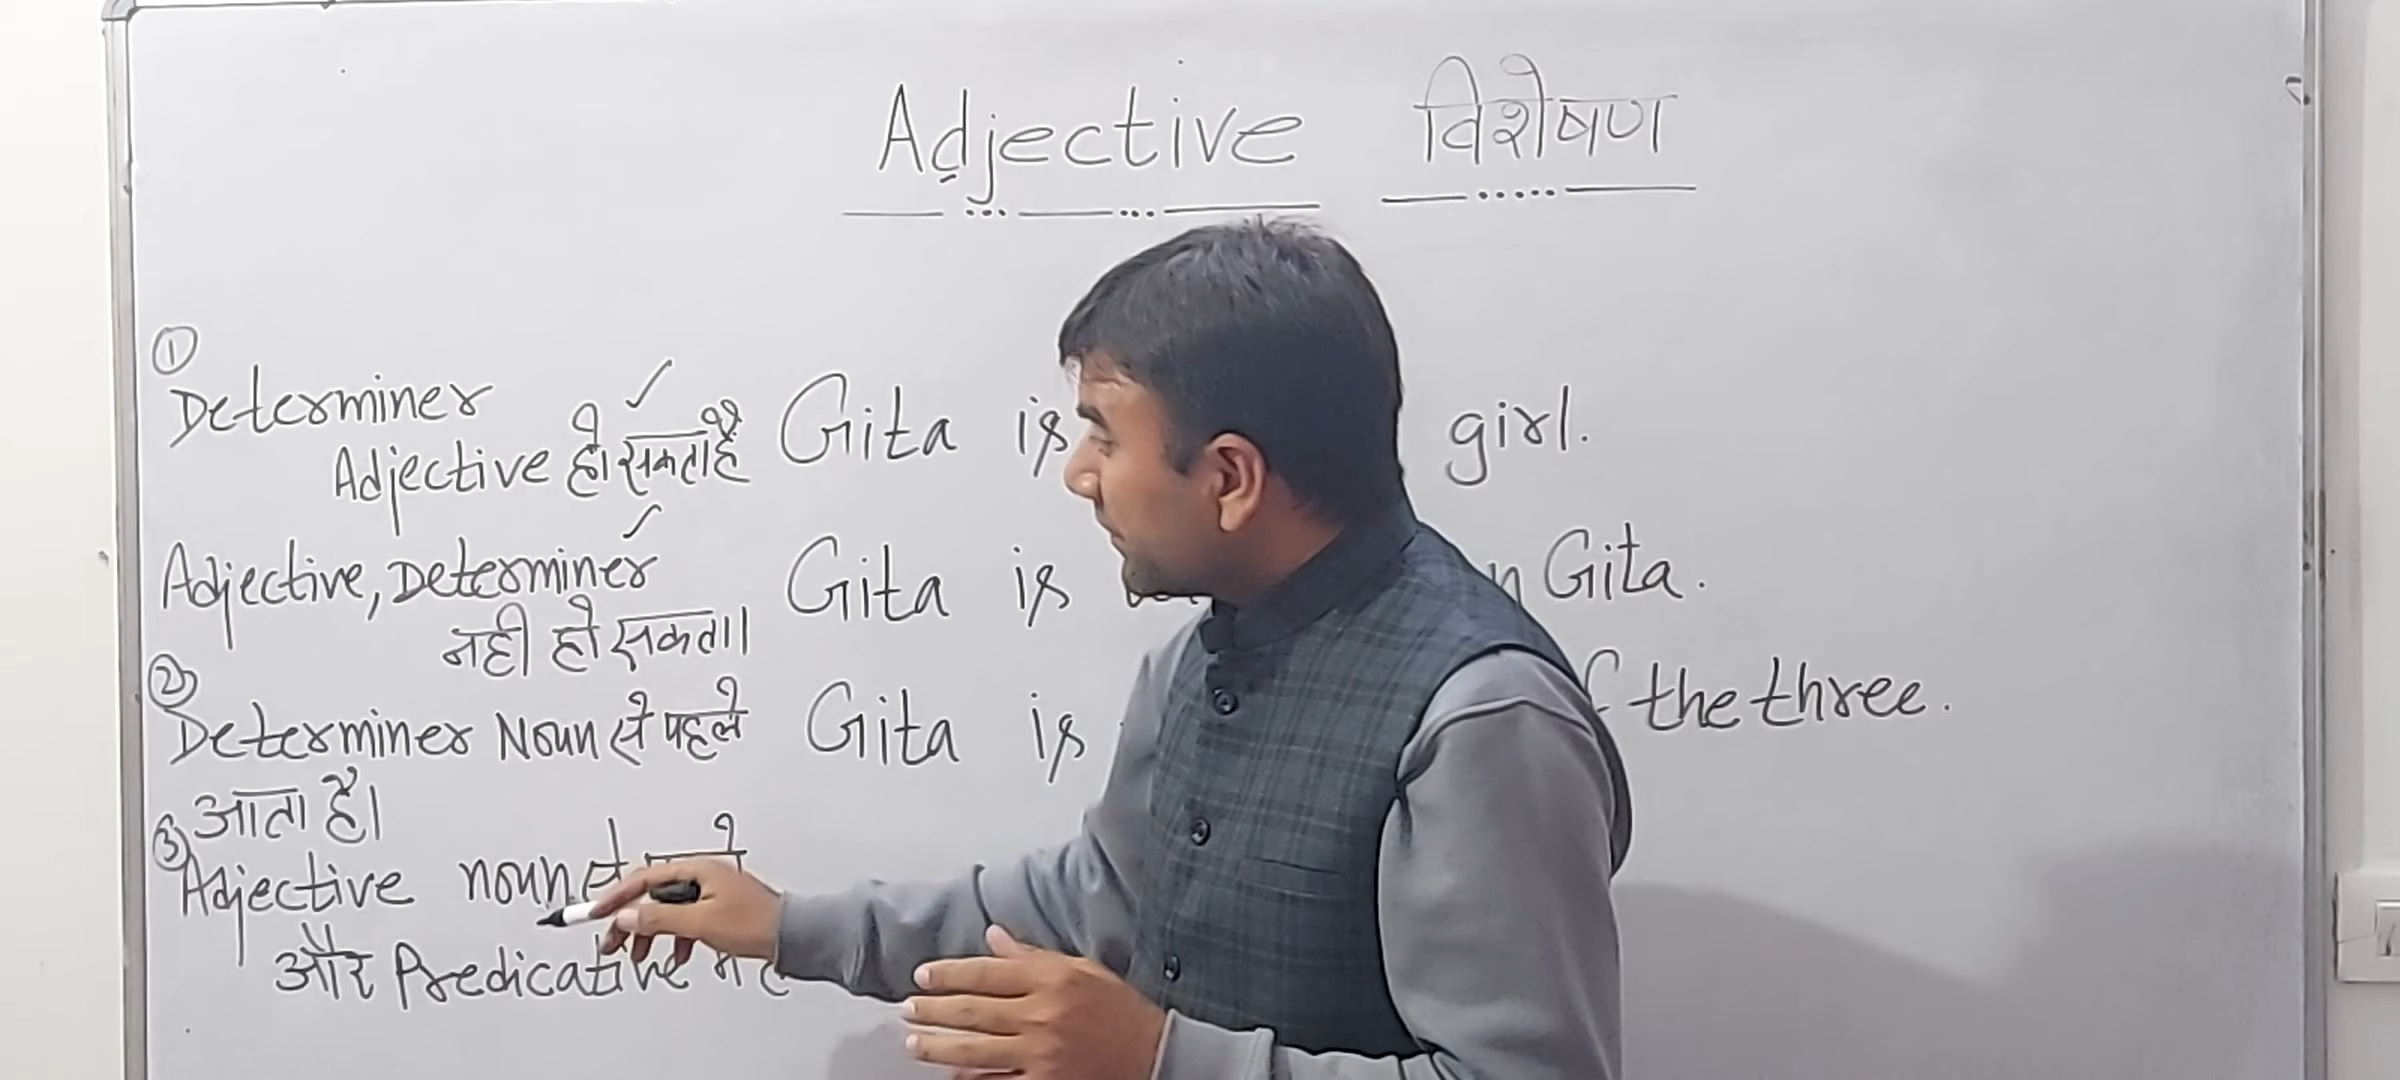 Adjective विशेषण
①
Determiner
Adjective हो सकता है Gita is girl.
Adjective, Determiner Gita is Gita.
नही हो सकता।
②
Determiner Noun से पहले Gita is the three.
आता है।
③
Adjective noun से
और Predicative